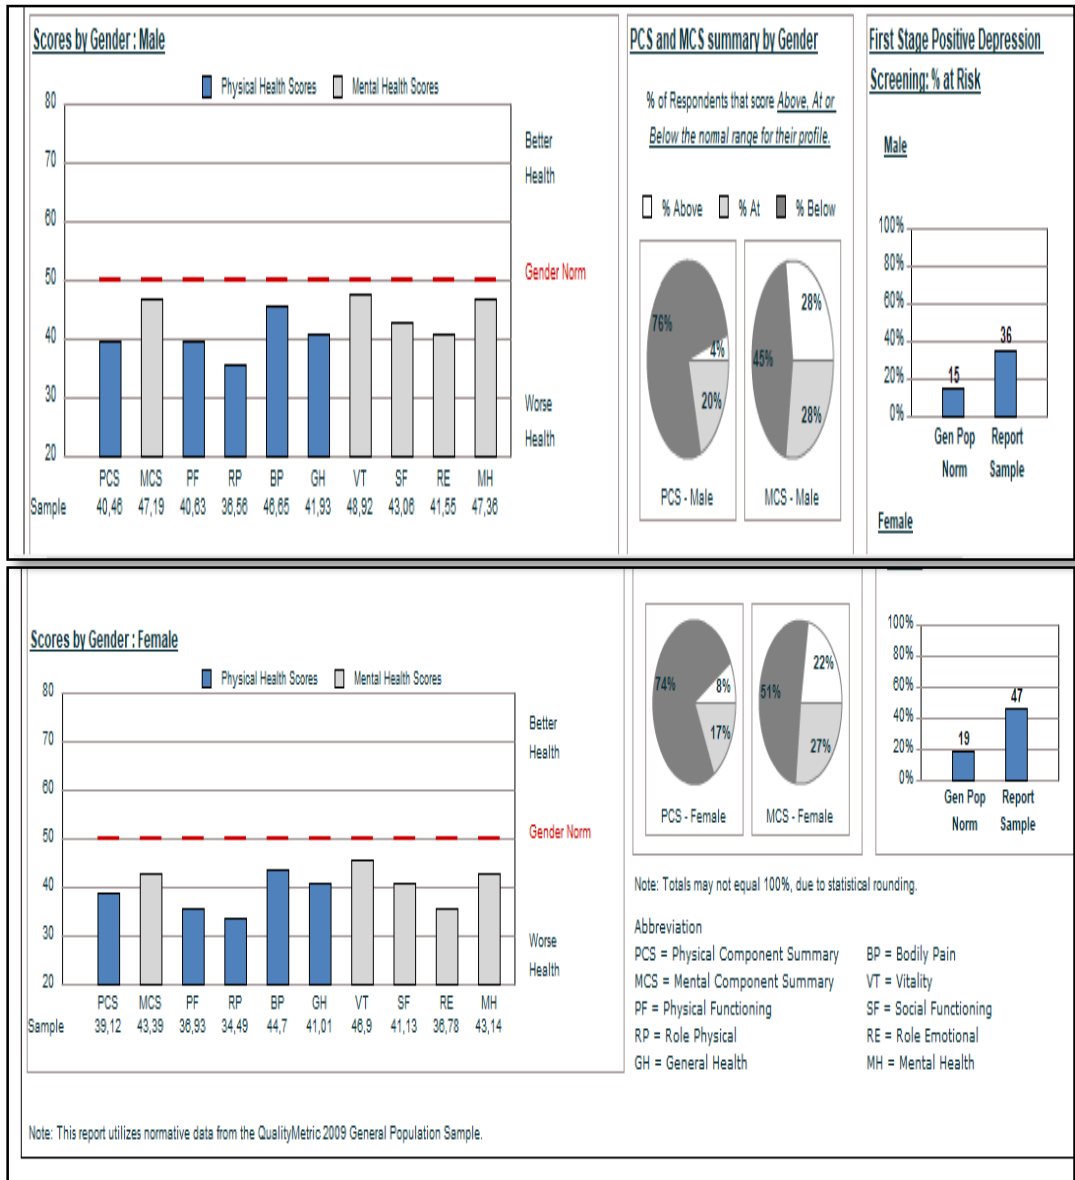 Scores by Gender : Male
Physical Health Scores Mental Health Scores
80
70
60
50
40
30
20
Better
Health
Gender Norm
Worse
Health
PCS MCS PF RP BP GH VT SF RE MH
Sample 40,46 47,19 40,63 36,56 46,65 41,93 48,92 43,06 41,55 47,36
PCS and MCS summary by Gender
% of Respondents that score Above, At or
Below the normal range for their profile.
% Above % At % Below
76%
4%
20%
PCS - Male
28%
45%
28%
MCS - Male
First Stage Positive Depression
Screening: % at Risk
Male
100%
80%
60%
40%
20%
0%
15
36
Gen Pop Report
Norm Sample
Female
Scores by Gender : Female
Physical Health Scores Mental Health Scores
80
70
60
50
40
30
20
Better
Health
Gender Norm
Worse
Health
PCS MCS PF RP BP GH VT SF RE MH
Sample 39,12 43,39 36,93 34,49 44,7 41,01 46,9 41,13 36,78 43,14
74%
8%
17%
PCS - Female
22%
51%
27%
MCS - Female
100%
80%
60%
40%
20%
0%
19
47
Gen Pop Report
Norm Sample
Note: Totals may not equal 100%, due to statistical rounding.
Abbreviation
PCS = Physical Component Summary BP = Bodily Pain
MCS = Mental Component Summary VT = Vitality
PF = Physical Functioning SF = Social Functioning
RP = Role Physical RE = Role Emotional
GH = General Health MH = Mental Health
Note: This report utilizes normative data from the QualityMetric 2009 General Population Sample.